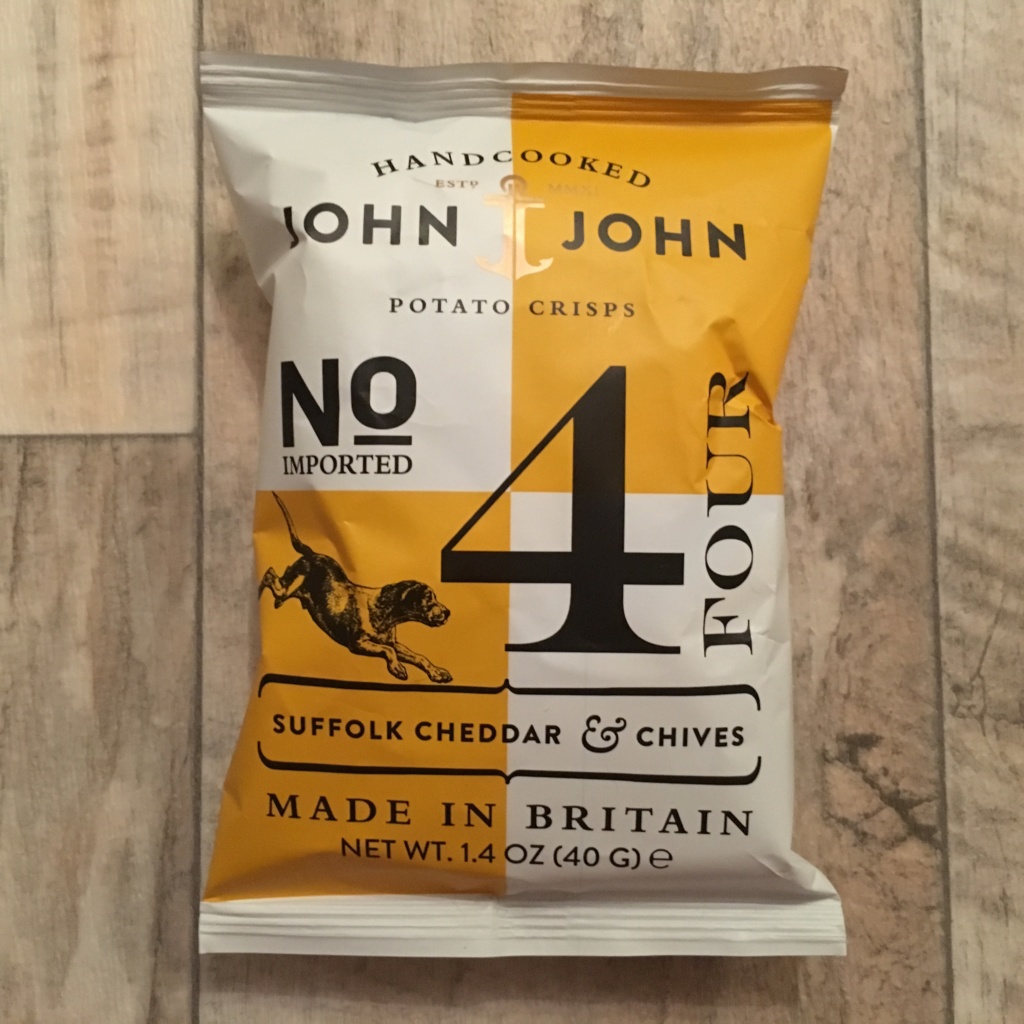 HANDCOOKED
ESTD MMXI
JOHN JOHN
POTATO CRISPS
No
IMPORTED
4
FOUR
SUFFOLK CHEDDAR & CHIVES
MADE IN BRITAIN
NET WT. 1.4 OZ (40 G) ℮